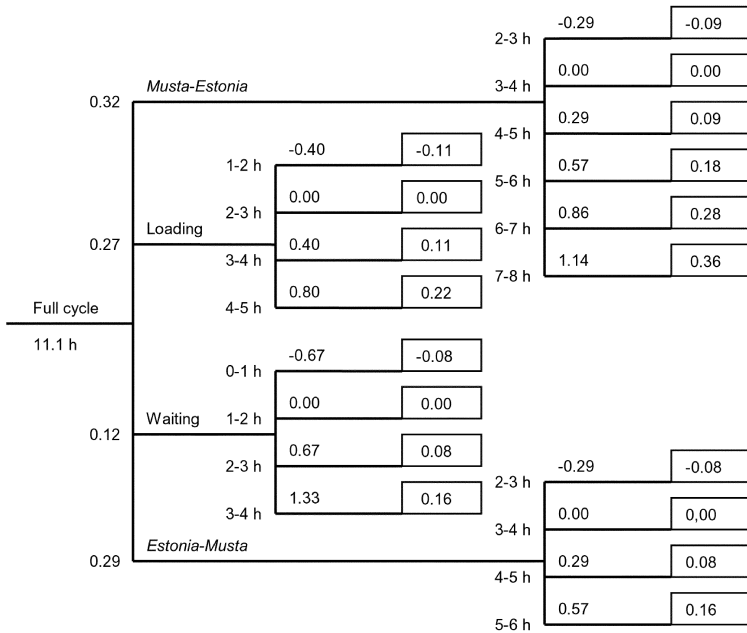 -0.29 -0.09
2-3 h
0.00 0.00
Musta-Estonia 3-4 h
0.32
0.29 0.09
4-5 h
-0.40 -0.11
0.57 0.18
1-2 h
5-6 h
0.00 0.00
0.86 0.28
2-3 h
Loading 6-7 h
0.27
0.40 0.11
1.14 0.36
3-4 h
7-8 h
0.80 0.22
Full cycle 4-5 h
11.1 h
-0.67 -0.08
0-1 h
0.00 0.00
Waiting 1-2 h
0.12
0.67 0.08
2-3 h
-0.29 -0.08
2-3 h
1.33 0.16
3-4 h
0.00 0,00
3-4 h
Estonia-Musta
0.29
0.29 0.08
4-5 h
0.57 0.16
5-6 h